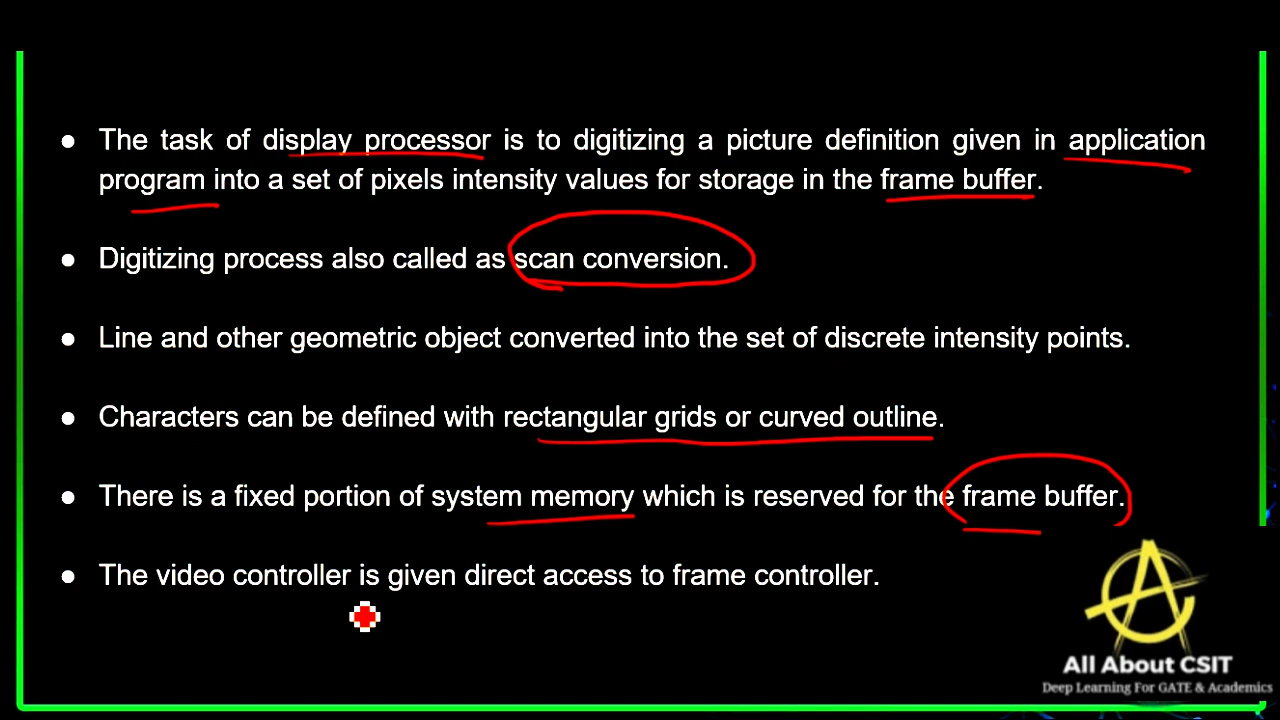 ● The task of display processor is to digitizing a picture definition given in application
program into a set of pixels intensity values for storage in the frame buffer.
● Digitizing process also called as scan conversion.
● Line and other geometric object converted into the set of discrete intensity points.
● Characters can be defined with rectangular grids or curved outline.
● There is a fixed portion of system memory which is reserved for the frame buffer.
● The video controller is given direct access to frame controller.
All About CSIT
Deep Learning For GATE & Academics